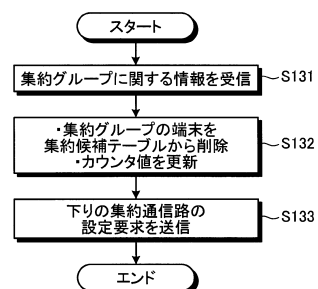 スタート
集約グループに関する情報を受信
S131
・集約グループの端末を
集約候補テーブルから削除
・カウンタ値を更新
S132
下りの集約通信路の
設定要求を送信
S133
エンド